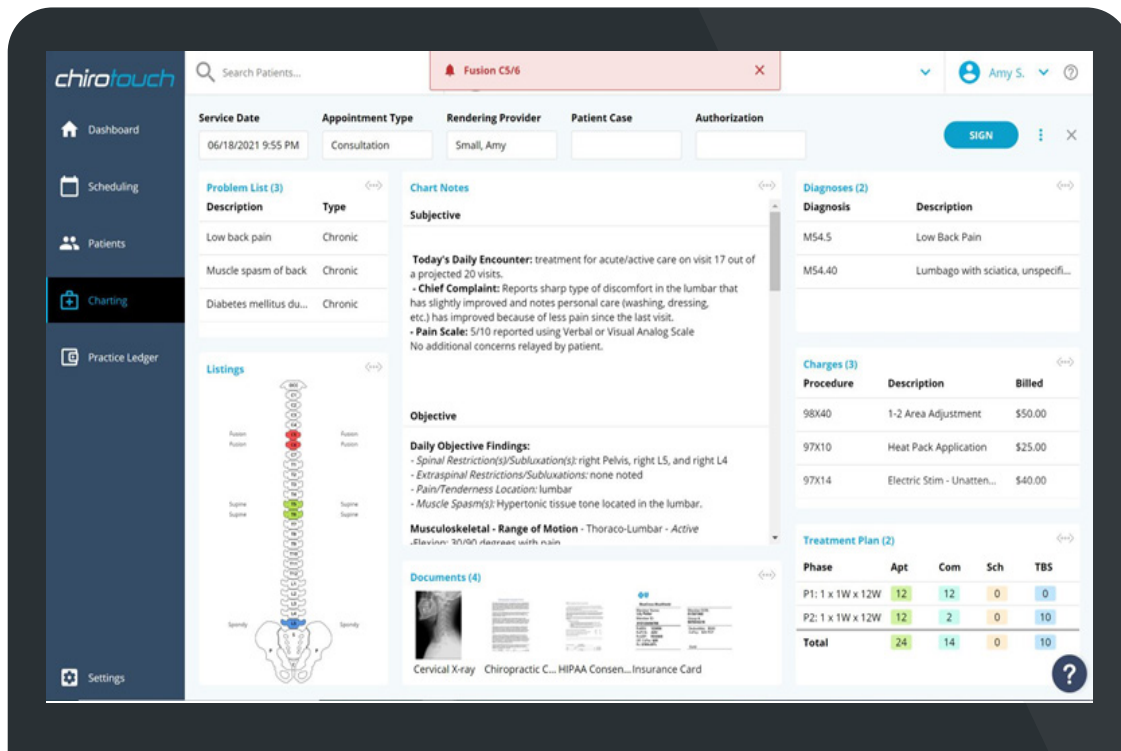 chirotouch
Search Patients...
Fusion C5/6
Amy S.
Dashboard
Scheduling
Patients
Charting
Practice Ledger
Settings
Service Date Appointment Type Rendering Provider Patient Case Authorization
06/18/2021 9:55 PM Consultation Small, Amy
SIGN
Problem List (3)
Description Type
Low back pain Chronic
Muscle spasm of back Chronic
Diabetes mellitus du... Chronic
Listings
OCC
Fusion Fusion
Fusion Fusion
Supine Supine
Supine Supine
Spondy Spondy
Chart Notes
Subjective
Today's Daily Encounter: treatment for acute/active care on visit 17 out of
a projected 20 visits.
- Chief Complaint: Reports sharp type of discomfort in the lumbar that
has slightly improved and notes personal care (washing, dressing,
etc.) has improved because of less pain since the last visit.
- Pain Scale: 5/10 reported using Verbal or Visual Analog Scale
No additional concerns relayed by patient.
Objective
Daily Objective Findings:
- Spinal Restriction(s)/Subluxation(s): right Pelvis, right L5, and right L4
- Extraspinal Restrictions/Subluxations: none noted
- Pain/Tenderness Location: lumbar
- Muscle Spasm(s): Hypertonic tissue tone located in the lumbar.
Musculoskeletal - Range of Motion - Thoraco-Lumbar - Active
-Flexion: 30/90 degrees with pain
Documents (4)
Cervical X-ray Chiropractic C... HIPAA Consen... Insurance Card
Diagnoses (2)
Diagnosis Description
M54.5 Low Back Pain
M54.40 Lumbago with sciatica, unspecifi...
Charges (3)
Procedure Description Billed
98X40 1-2 Area Adjustment $50.00
97X10 Heat Pack Application $25.00
97X14 Electric Stim - Unatten... $40.00
Treatment Plan (2)
Phase Apt Com Sch TBS
P1: 1 x 1W x 12W 12 12 0 0
P2: 1 x 1W x 12W 12 2 0 10
Total 24 14 0 10
?